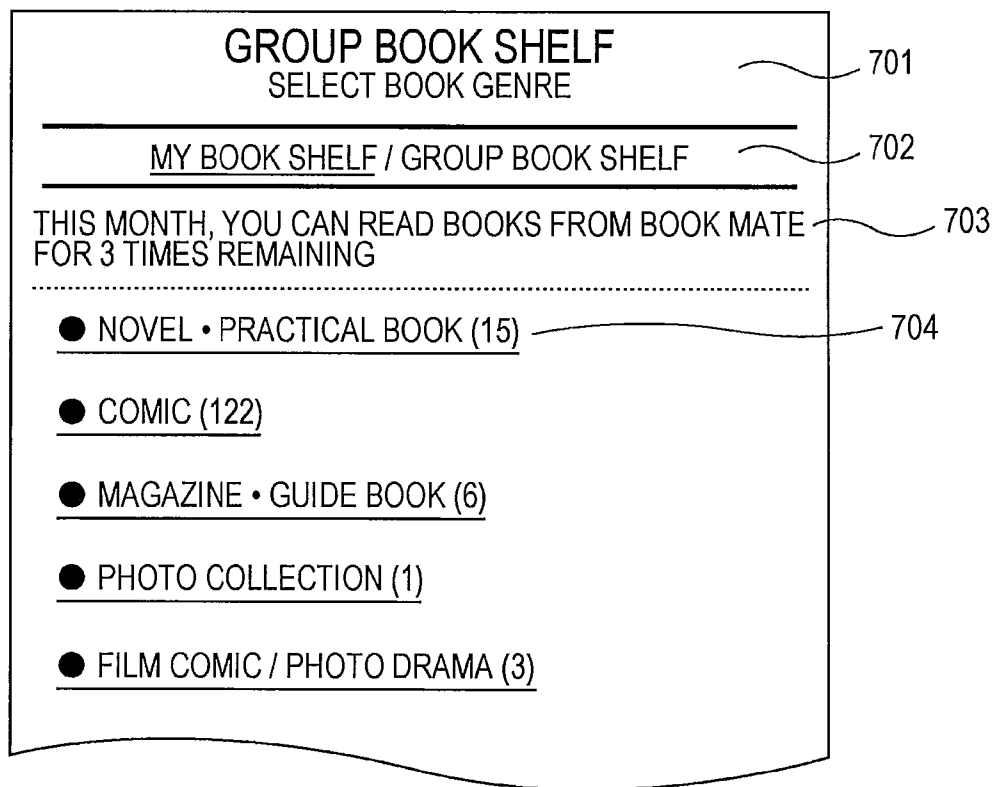 GROUP BOOK SHELF
SELECT BOOK GENRE
701
MY BOOK SHELF / GROUP BOOK SHELF
702
THIS MONTH, YOU CAN READ BOOKS FROM BOOK MATE
703
FOR 3 TIMES REMAINING
● NOVEL • PRACTICAL BOOK (15)
704
● COMIC (122)
● MAGAZINE • GUIDE BOOK (6)
● PHOTO COLLECTION (1)
● FILM COMIC / PHOTO DRAMA (3)